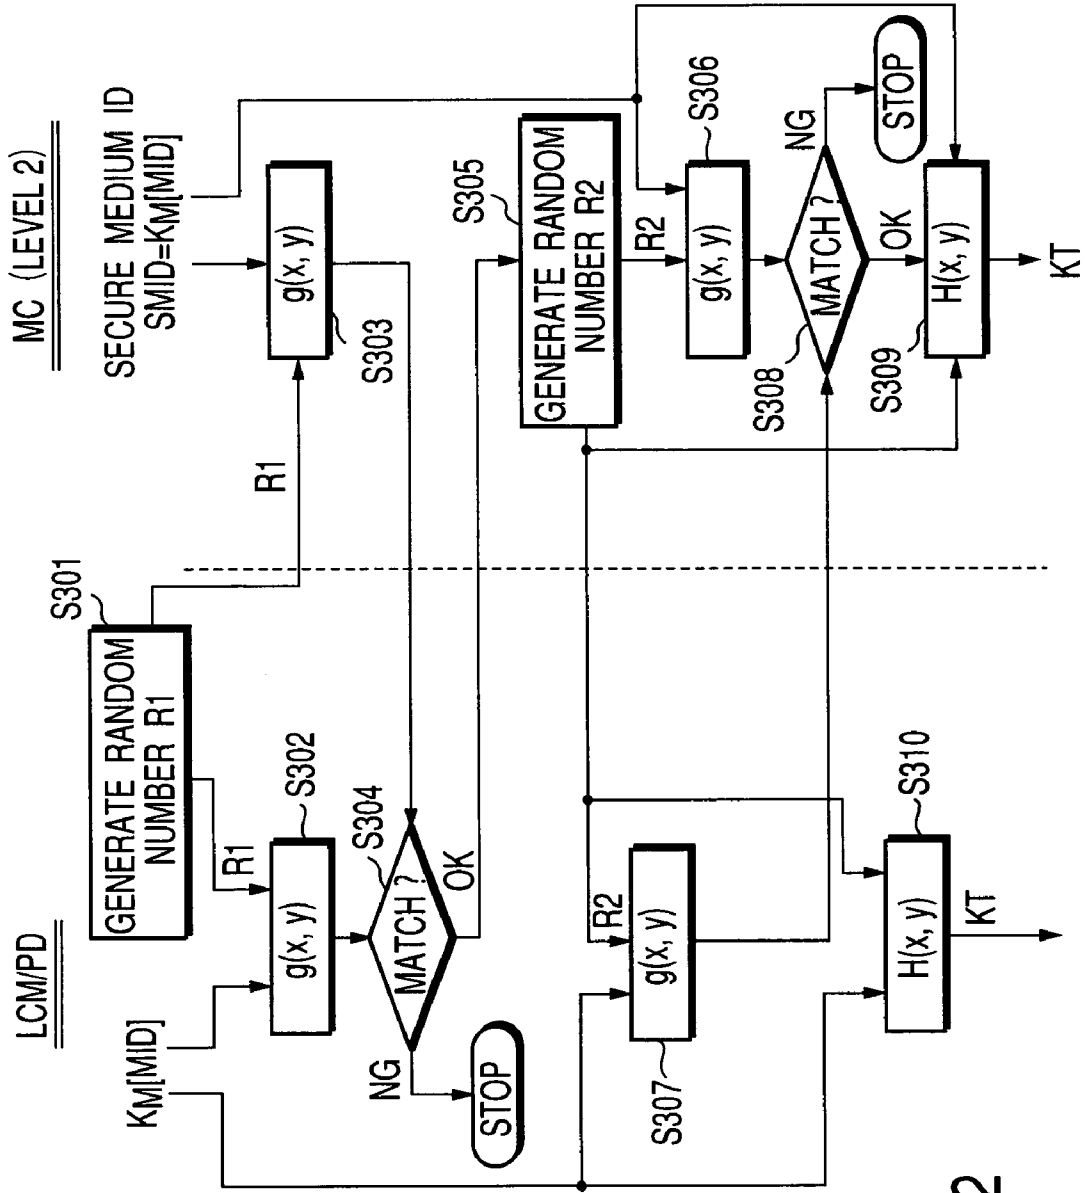 LCM/PD
MC (LEVEL 2)
KM[MID]
SECURE MEDIUM ID
SMID=KM[MID]
S301
GENERATE RANDOM
NUMBER R1
R1
R1
g(x, y)
S302
g(x, y)
S303
MATCH ?
S304
OK
NG
STOP
S305
GENERATE RANDOM
NUMBER R2
R2
g(x, y)
S306
R2
g(x, y)
S307
MATCH ?
S308
NG
STOP
OK
H(x, y)
S309
KT
H(x, y)
S310
KT
2